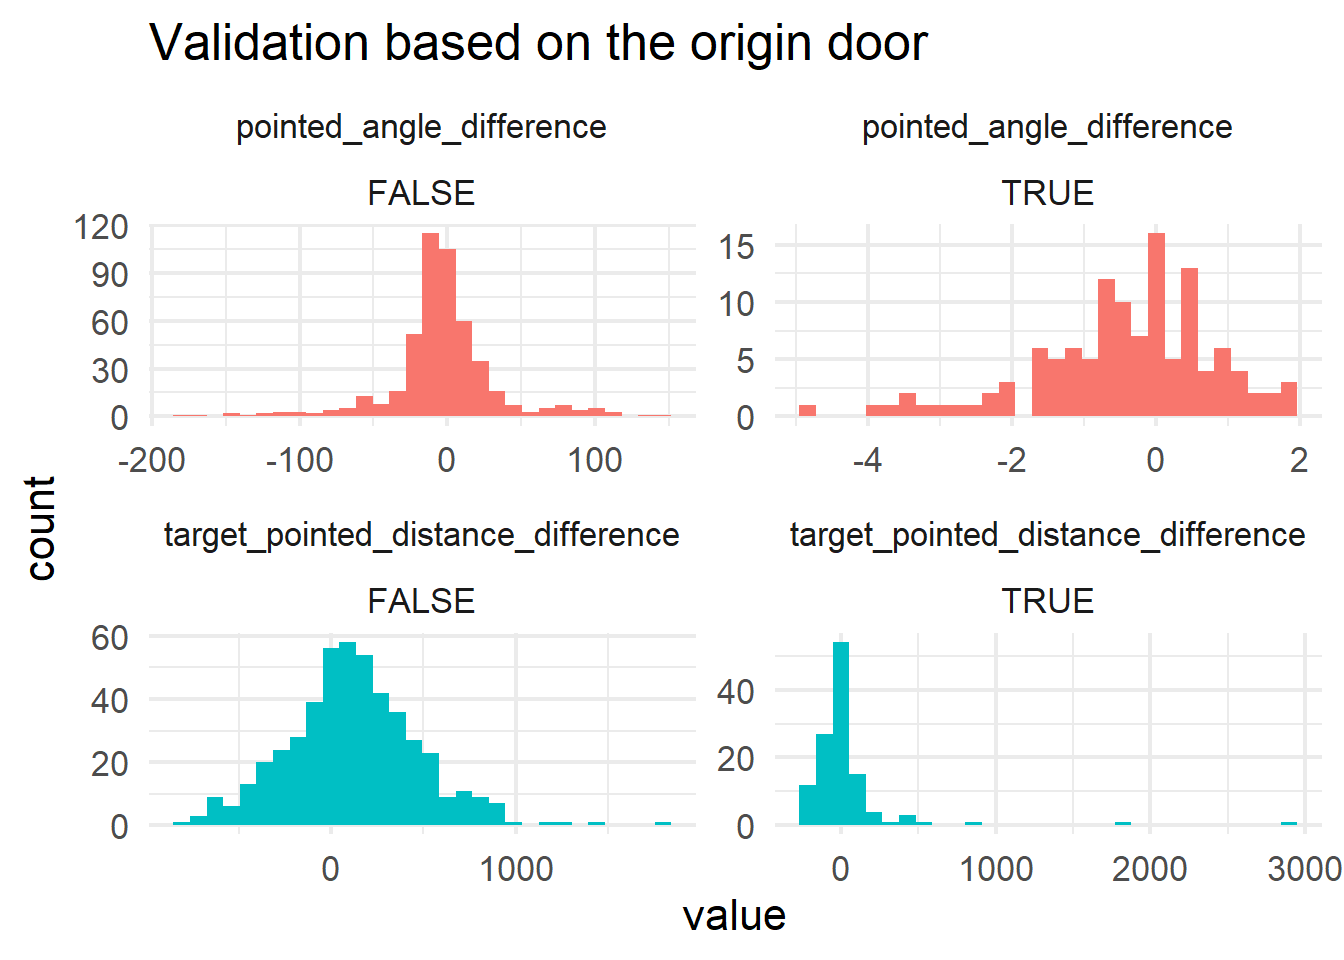 Validation based on the origin door
pointed_angle_difference
pointed_angle_difference
FALSE
TRUE
120
90
60
30
0
15
10
5
0
-200 -100 0 100
-4 -2 0 2
count
target_pointed_distance_difference
target_pointed_distance_difference
FALSE
TRUE
60
40
20
0
40
20
0
0 1000
0 1000 2000 3000
value